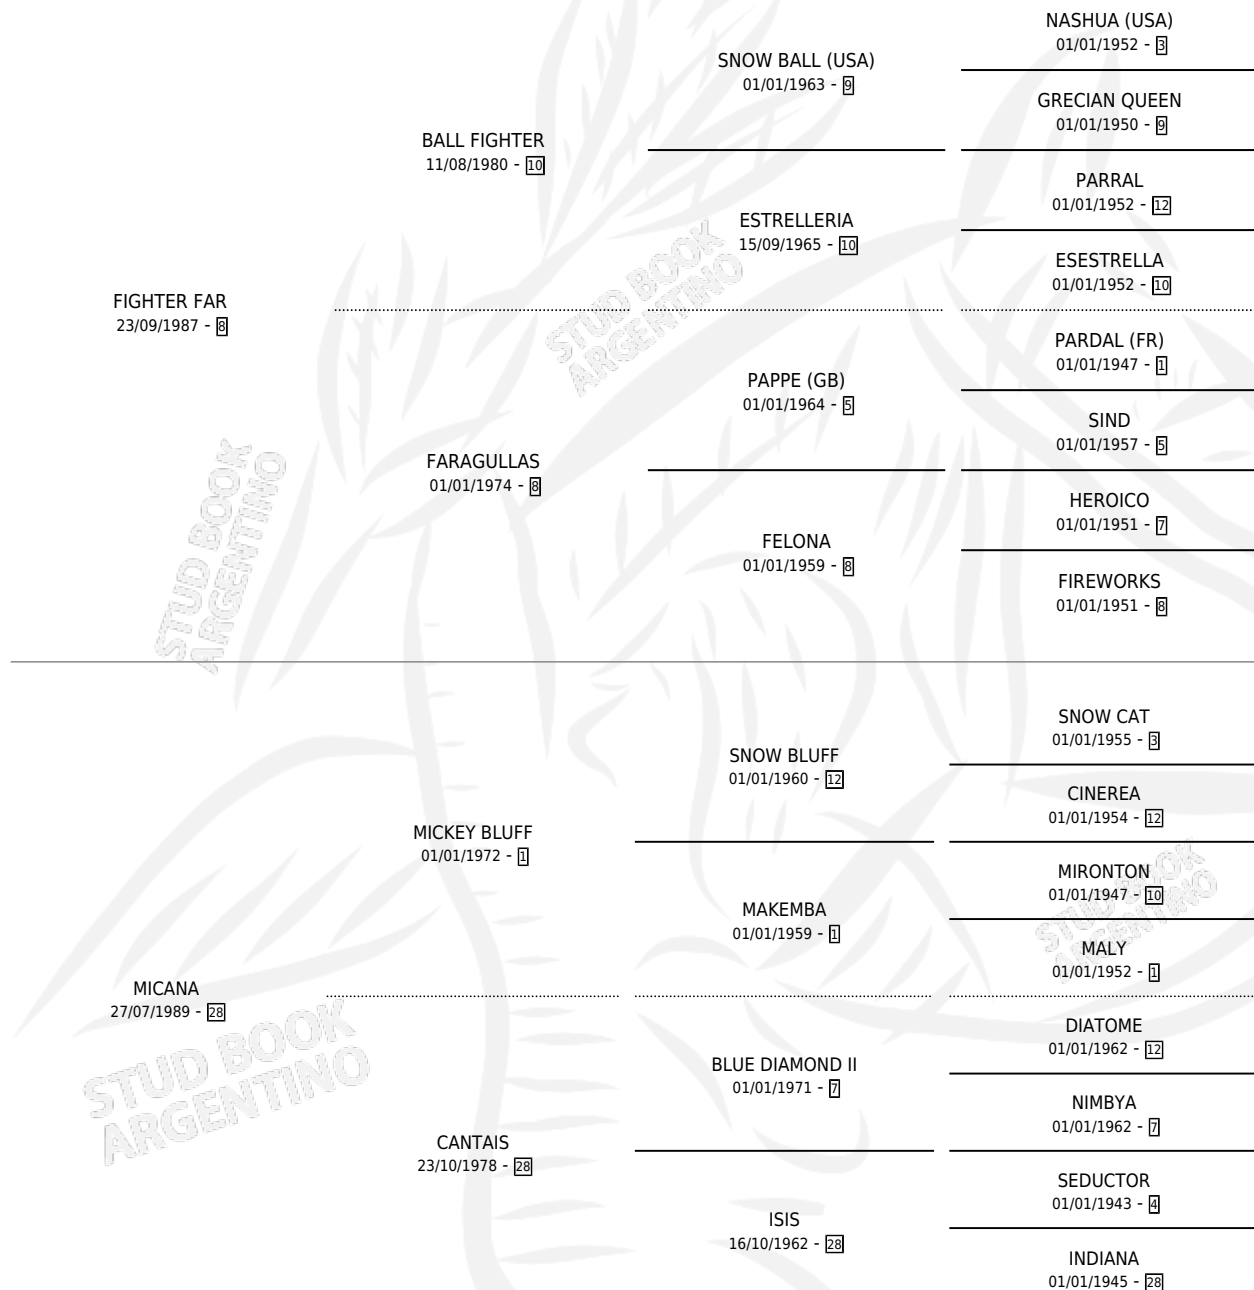 NASHUA (USA)
01/01/1952 - 3
SNOW BALL (USA)
01/01/1963 - 9
GRECIAN QUEEN
01/01/1950 - 9
BALL FIGHTER
11/08/1980 - 10
PARRAL
01/01/1952 - 12
ESTRELLERIA
15/09/1965 - 10
ESESTRELLA
01/01/1952 - 10
FIGHTER FAR
23/09/1987 - 8
PARDAL (FR)
01/01/1947 - 1
PAPPE (GB)
01/01/1964 - 5
SIND
01/01/1957 - 5
FARAGULLAS
01/01/1974 - 8
HEROICO
01/01/1951 - 7
FELONA
01/01/1959 - 8
FIREWORKS
01/01/1951 - 8
STUD BOOK
ARGENTINO
STUD BOOK
ARGENTINO
SNOW CAT
01/01/1955 - 3
SNOW BLUFF
01/01/1960 - 12
CINEREA
01/01/1954 - 12
MICKEY BLUFF
01/01/1972 - 1
MIRONTON
01/01/1947 - 10
MAKEMBA
01/01/1959 - 1
MALY
01/01/1952 - 1
STUD BOOK
ARGENTINO
MICANA
27/07/1989 - 28
DIATOME
01/01/1962 - 12
BLUE DIAMOND II
01/01/1971 - 7
NIMBYA
01/01/1962 - 7
STUD BOOK
ARGENTINO
CANTAIS
23/10/1978 - 28
SEDUCTOR
01/01/1943 - 4
ISIS
16/10/1962 - 28
INDIANA
01/01/1945 - 28